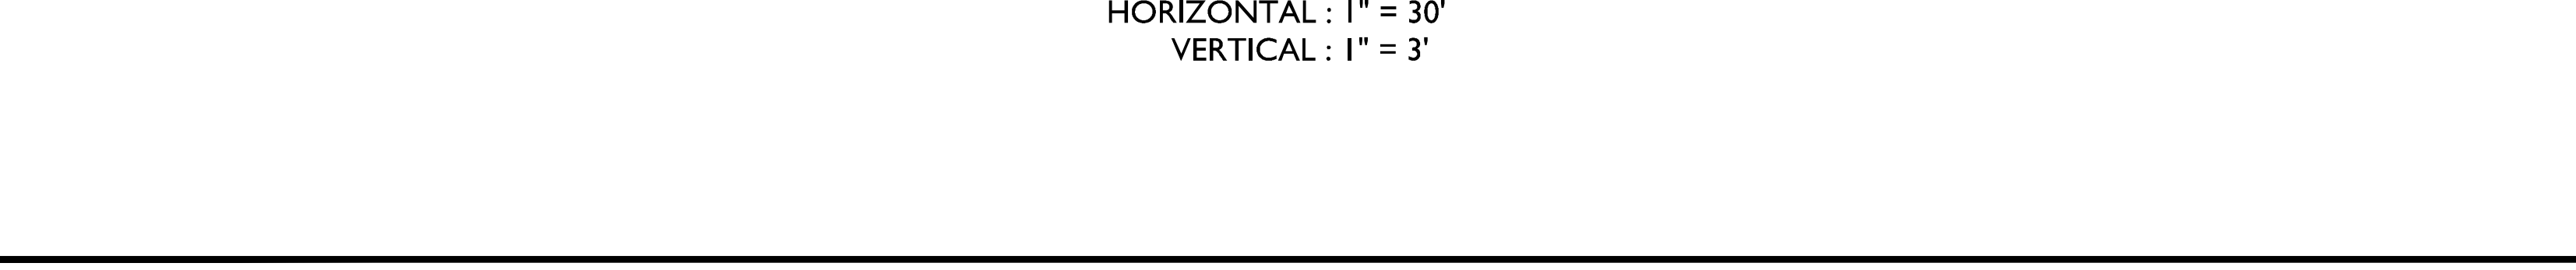 HORIZONTAL : 1" = 30'
VERTICAL : 1" = 3'